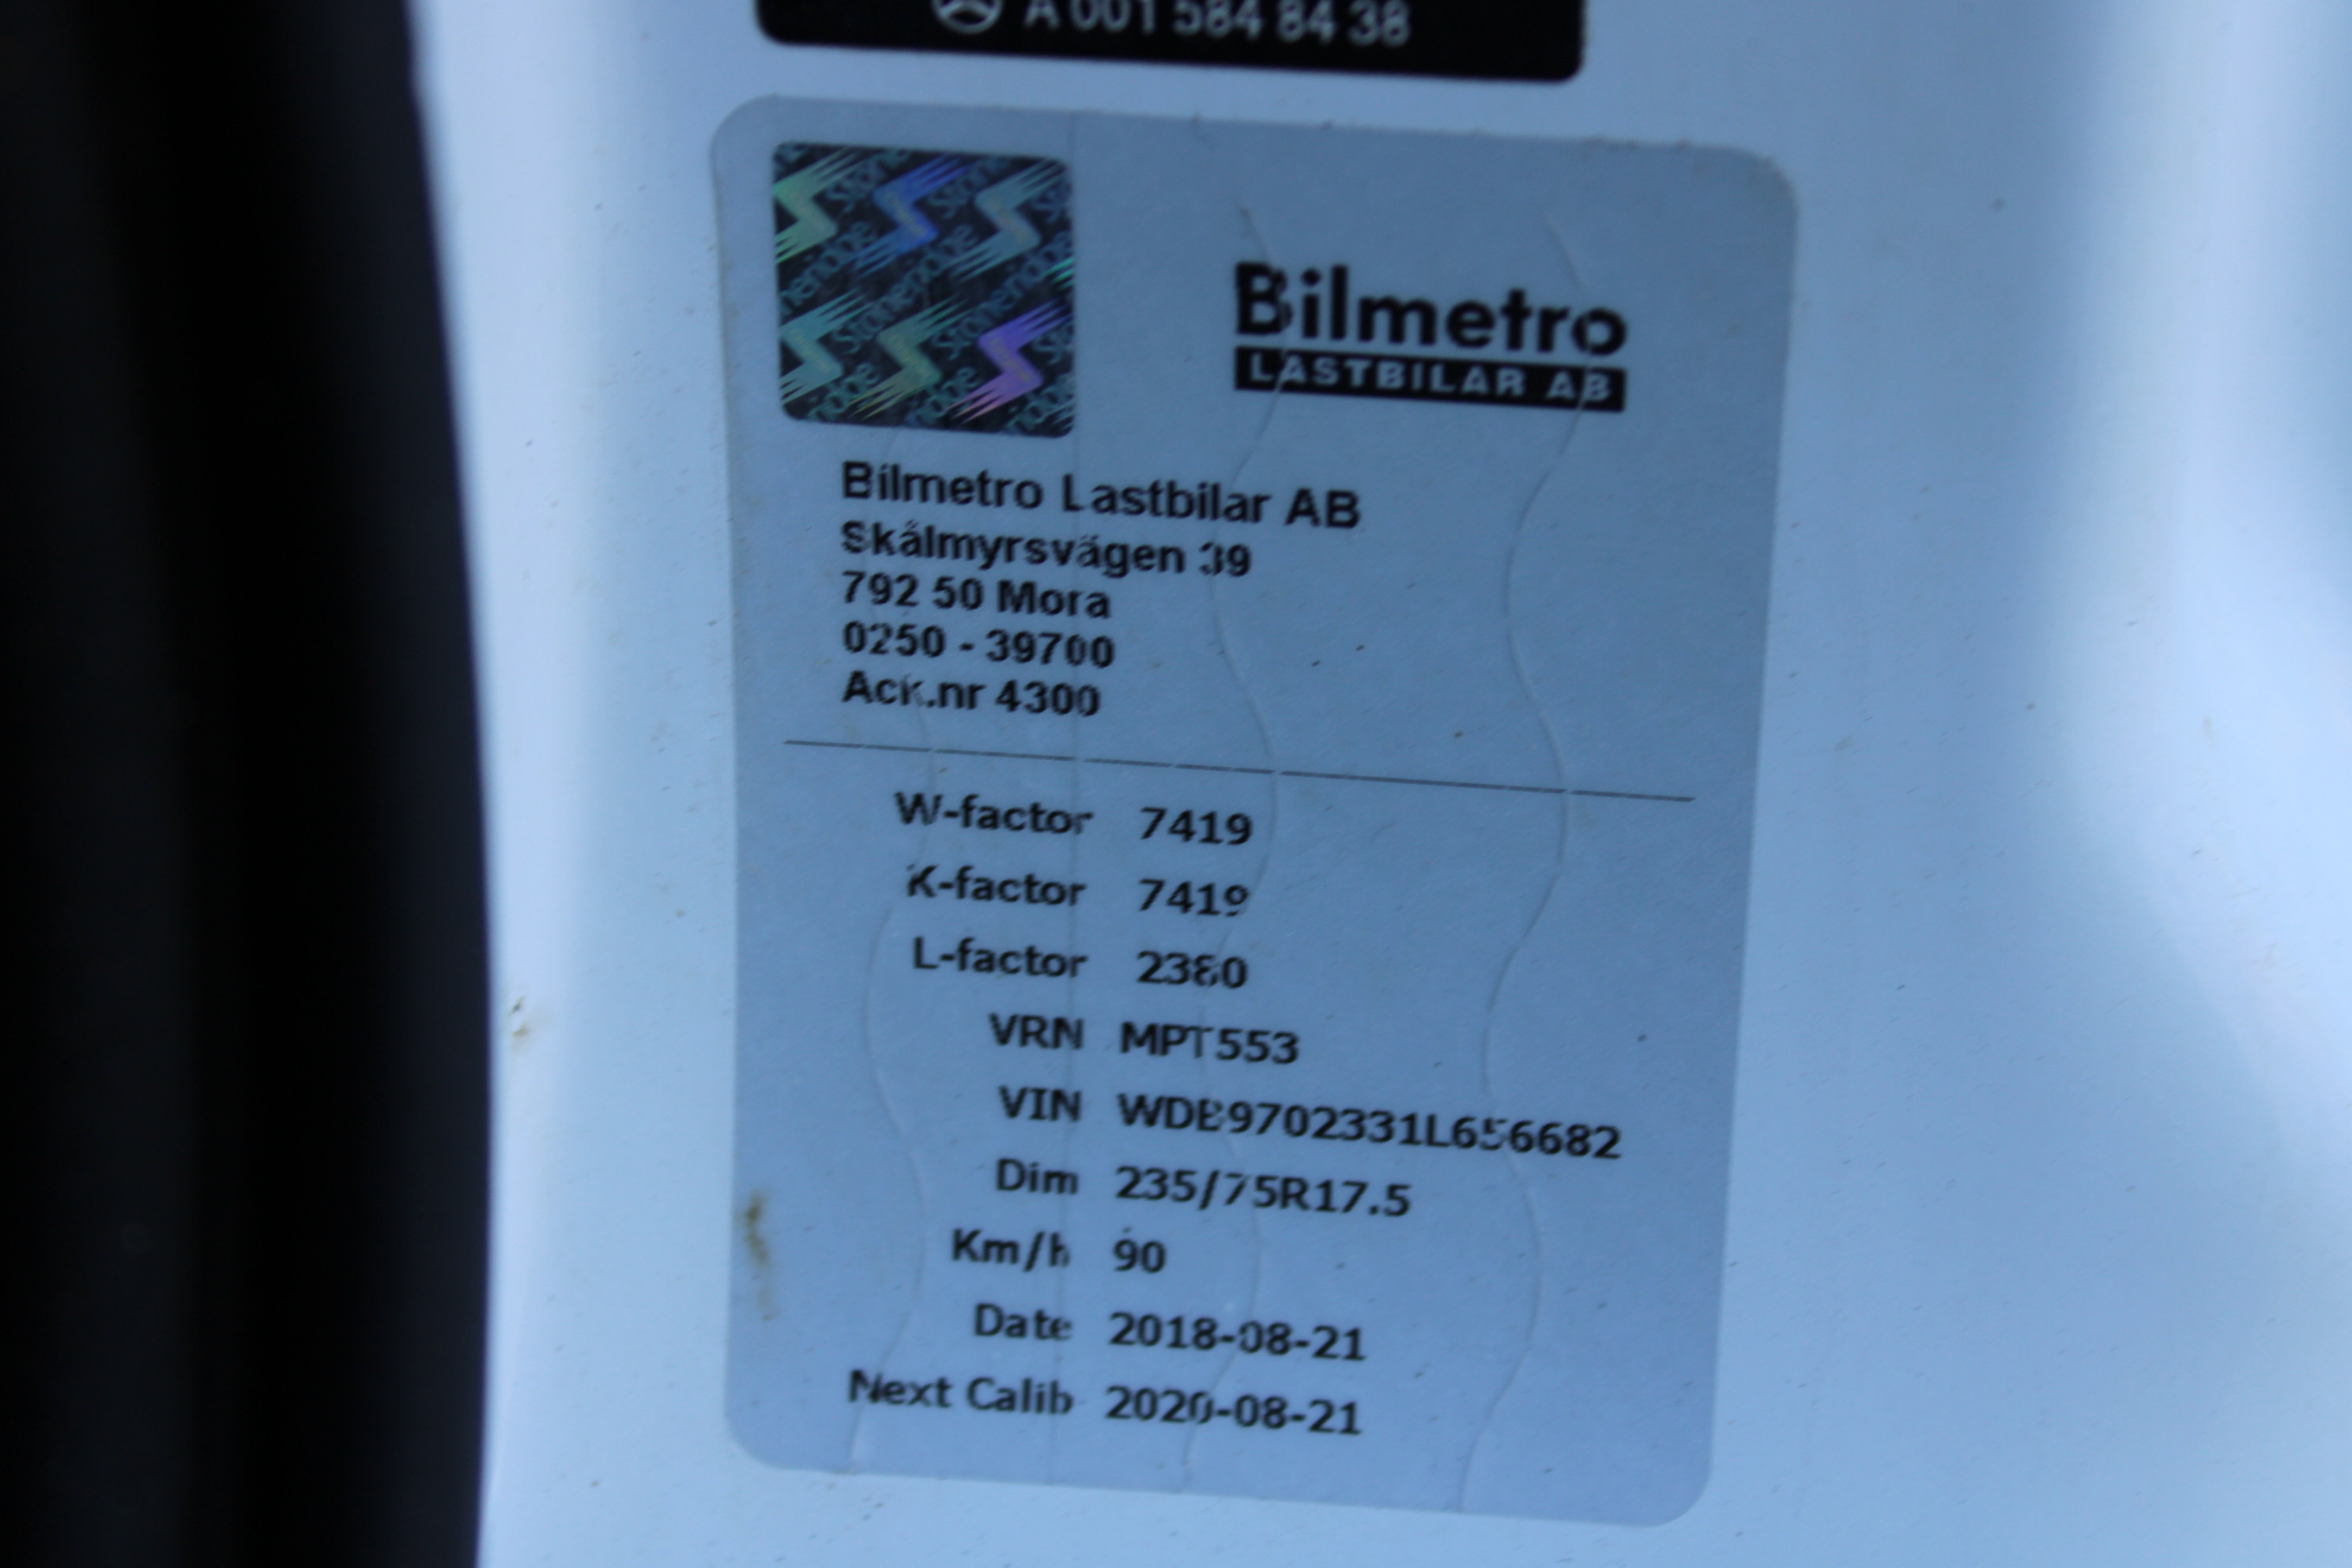 A 001 584 84 38
Bilmetro
LASTBILAR AB
Stoneridge
Bilmetro Lastbilar AB
Skålmyrsvägen 39
792 50 Mora
0250 - 39700
Ack.nr 4300
W-factor 7419
K-factor 7419
L-factor 2380
VRN MPT553
VIN WDB9702331L656682
Dim 235/75R17.5
Km/h 90
Date 2018-08-21
Next Calib 2020-08-21